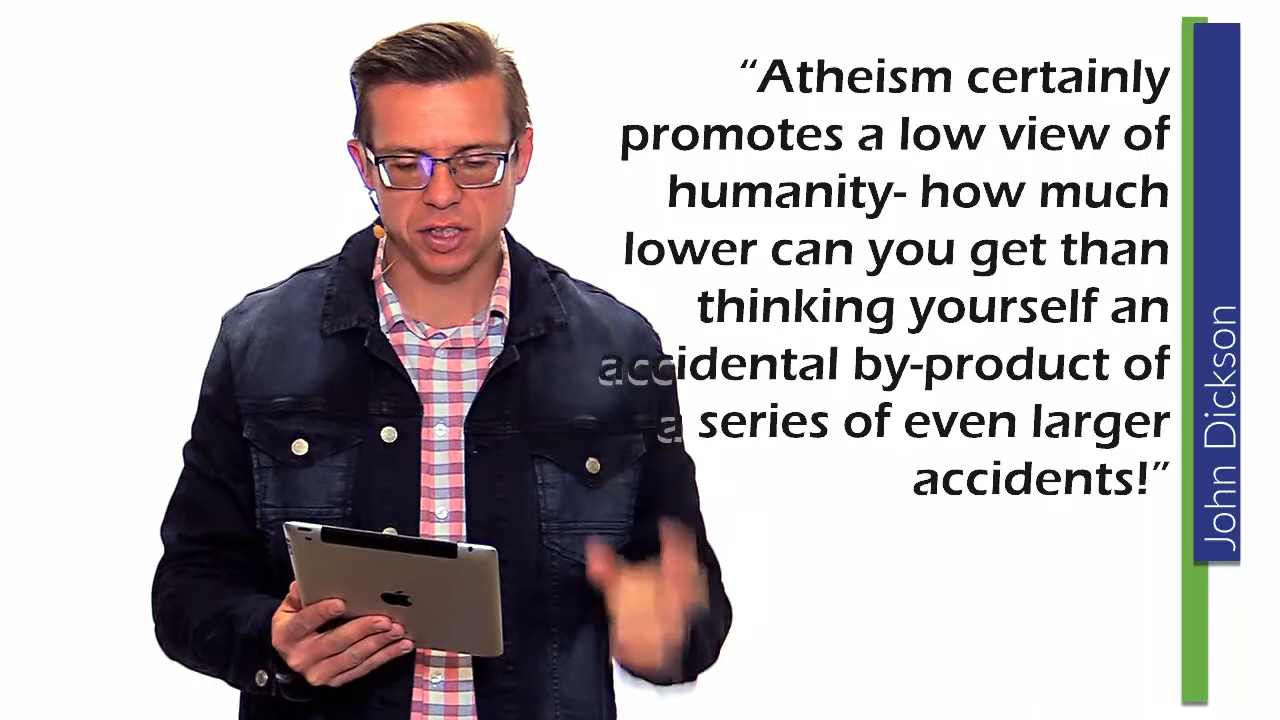 “Atheism certainly
promotes a low view of
humanity- how much
lower can you get than
thinking yourself an
accidental by-product of
a series of even larger
accidents!”
John Dickson